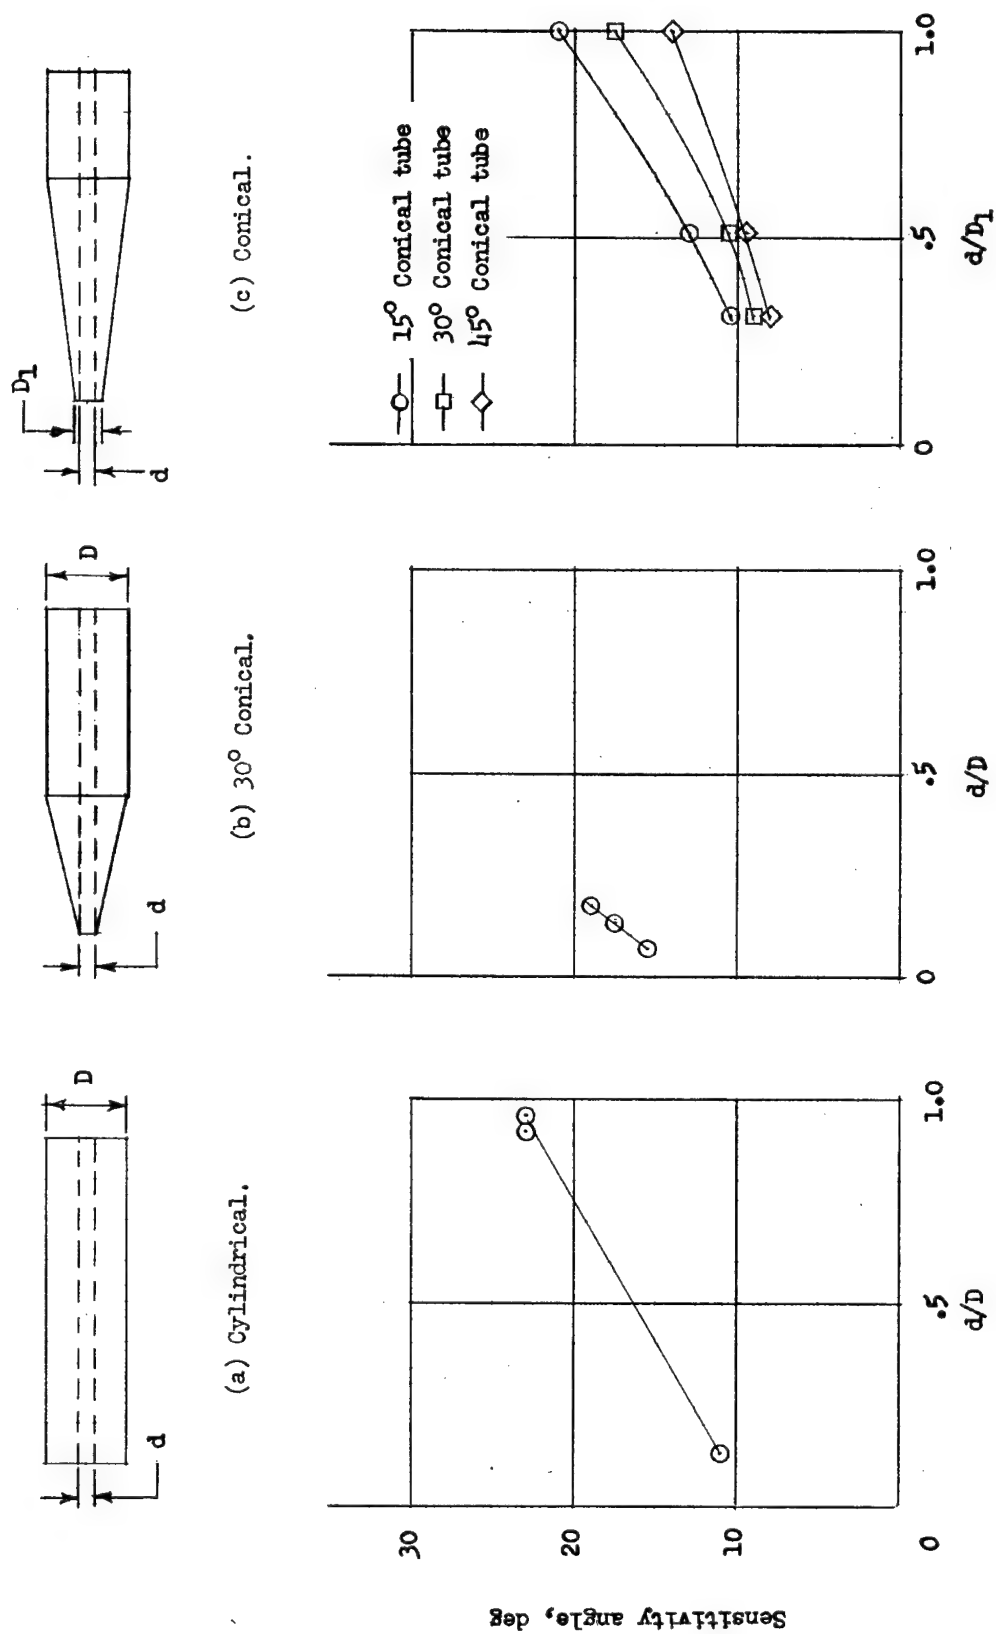 d
D
(a) Cylindrical.
d
D
(b) 30° Conical.
D1
d
(c) Conical.
Sensitivity angle, deg
30
20
10
0
.5
1.0
d/D
0
.5
1.0
d/D
15° Conical tube
30° Conical tube
45° Conical tube
0
.5
1.0
d/D1